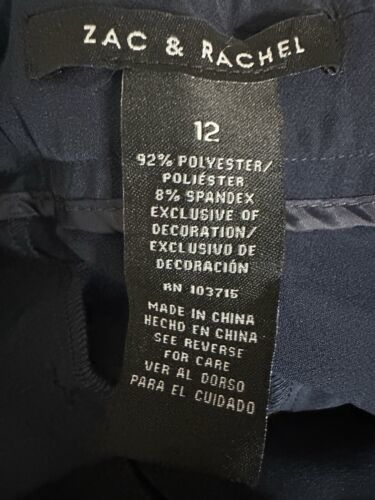 ZAC & RACHEL
12
92% POLYESTER/
POLIÉSTER
8% SPANDEX
EXCLUSIVE OF
DECORATION/
EXCLUSIVO DE
DECORACIÓN
RN 103715
MADE IN CHINA
HECHO EN CHINA
SEE REVERSE
FOR CARE
VER AL DORSO
PARA EL CUIDADO